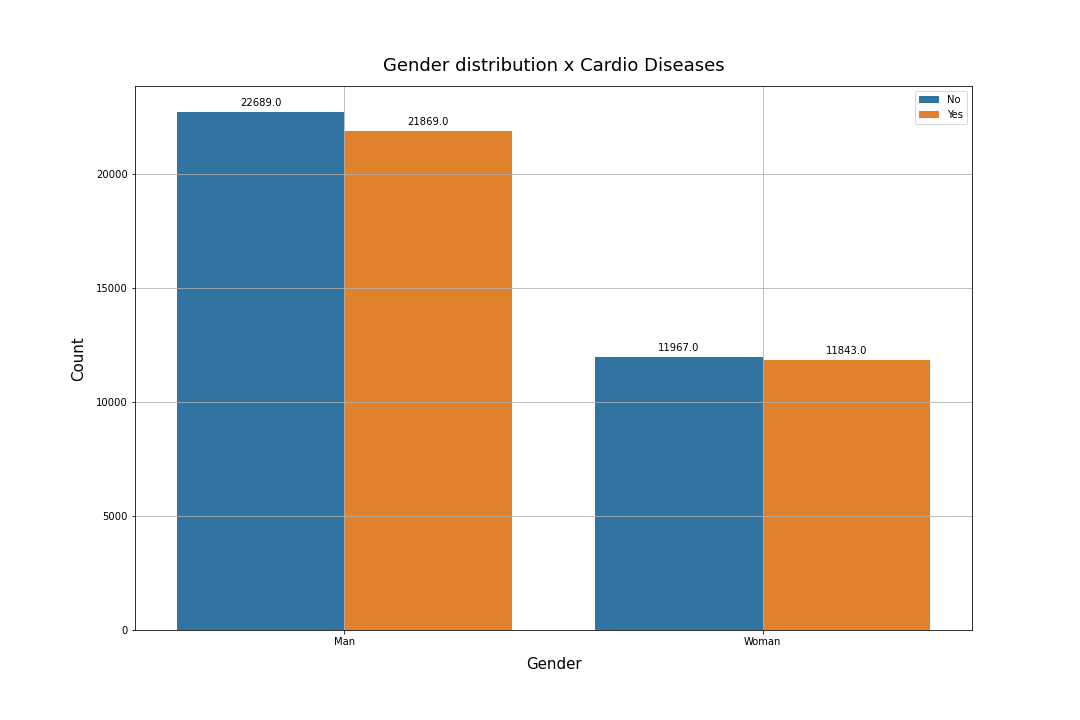 Gender distribution x Cardio Diseases
22689.0
21869.0
11967.0
11843.0
No
Yes
20000
15000
10000
5000
0
Count
Man
Woman
Gender